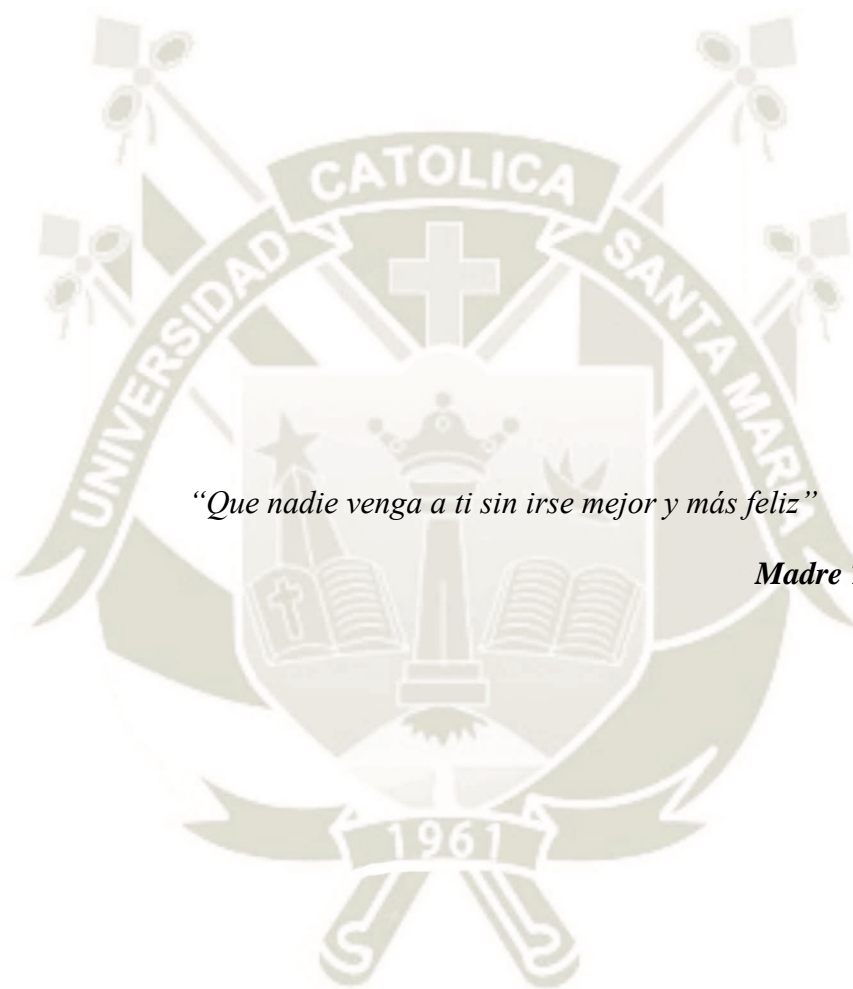 UNIVERSIDAD CATOLICA SANTA MARIA
“Que nadie venga a ti sin irse mejor y más feliz”
Madre
1961